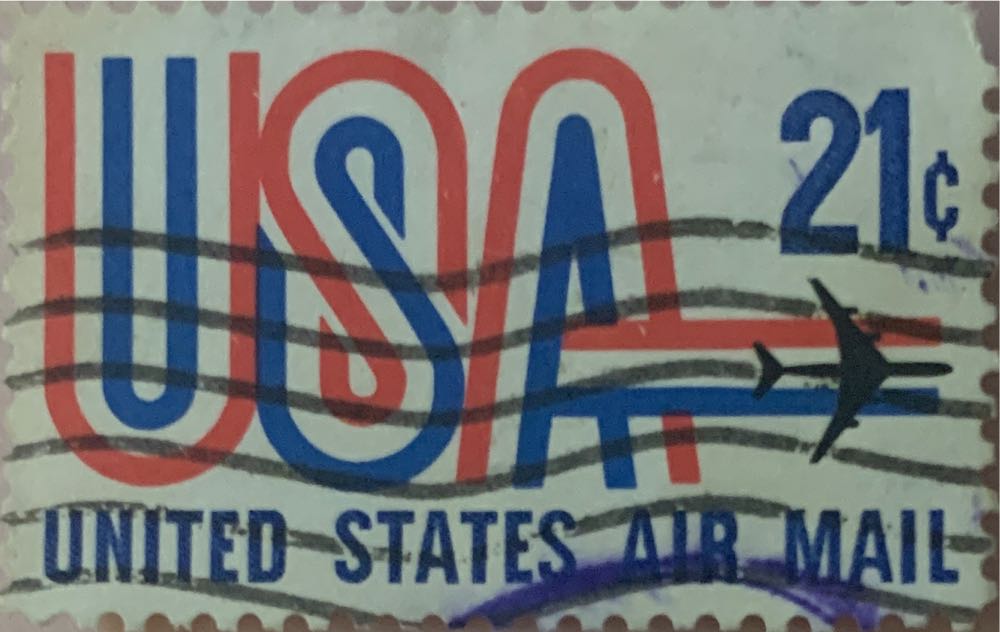 USA
21¢
UNITED STATES AIR MAIL